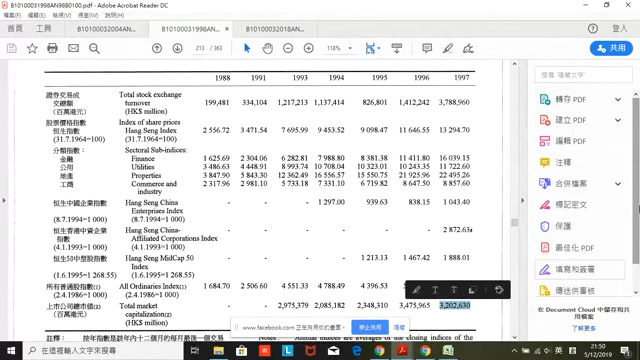 B10100031998AN98B0100.pdf - Adobe Acrobat Reader DC
檔案(F) 編輯(E) 檢視(V) 視窗(W) 說明(H)
首頁 工具 B10100032004AN... B10100031998AN... × B10100032018AN...
登入
213 / 363
118%
共用
1988 1991 1993 1994 1995 1996 1997
證券交易成 Total stock exchange
交總額 turnover 199,481 334,104 1,217,213 1,137,414 826,801 1,412,242 3,788,960
(百萬港元) (HK$ million)
股票價格指數 Index of share prices
恒生指數 Hang Seng Index 2 556.72 3 471.54 7 695.99 9 453.52 9 098.47 11 646.55 13 294.70
(31.7.1964=100) (31.7.1964=100)
分類指數: Sectoral Sub-indices:
金融 Finance 1 625.69 2 304.06 6 282.81 7 988.80 8 381.38 11 411.80 16 039.15
公用 Utilities 3 486.63 4 448.91 8 993.74 10 708.04 10 323.01 10 243.35 11 722.60
地產 Properties 3 847.90 5 843.30 12 362.49 16 556.57 15 550.75 21 925.96 22 495.26
工商 Commerce and 2 317.96 2 981.10 5 733.18 7 331.10 6 719.82 8 647.50 8 857.60
industry
恒生中國企業指數 Hang Seng China - - - 1 297.00 939.63 838.15 1 043.40
Enterprises Index
(8.7.1994=1 000) (8.7.1994=1 000)
恒生香港中資企業 Hang Seng China- - - - - - - 2 872.63
指數 Affiliated Corporations Index
(4.1.1993=1 000) (4.1.1993=1 000)
恒生50中型股指數 Hang Seng MidCap 50 - - - - 1 213.13 1 467.42 1 888.01
Index
(1.6.1995=1 268.55) (1.6.1995=1 268.55)
所有普通股指數(1) All Ordinaries Index(1) 1 684.70 2 506.60 4 551.33 4 788.49 4 396.5
(2.4.1986=1 000) (2.4.1986=1 000)
上市公司總市值 Total market - - 2,975,379 2,085,182 2,348,310 3,475,965 3,202,630
(百萬港元) capitalization(2)
(HK$ million)
註釋: 按年指數是該年內十二個月的每月最後一個交易 Notes: Annual indices are averages of the closing indices of the
www.facebook.com 正在共用你的畫面。 停止共用 隱藏
轉存 PDF
建立 PDF
編輯 PDF
注釋
合併檔案
標記密文
保護
最佳化 PDF
填寫和簽署
傳送供審核
在 Document Cloud 中儲存與共用檔案
了解更多
在這裡輸入文字來搜尋
21:50
5/12/2019